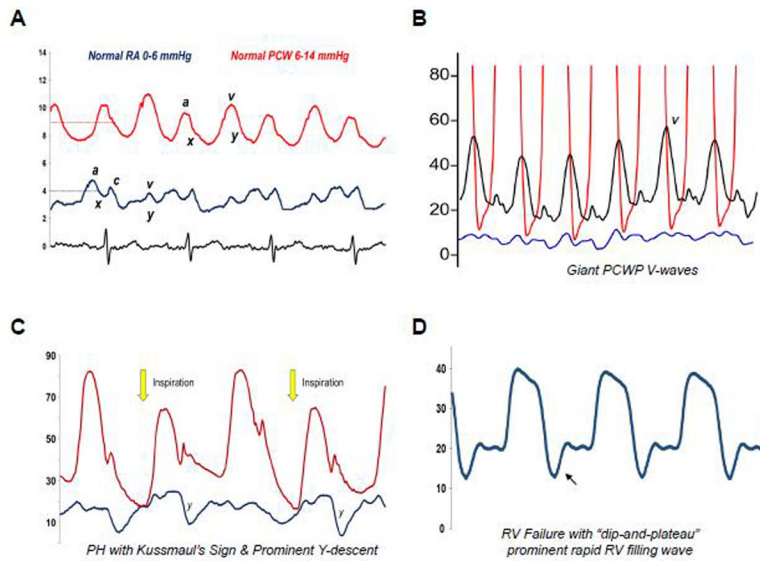 A
Normal RA 0-6 mmHg
Normal PCW 6-14 mmHg
14
12
10
8
6
4
2
0
a
v
x
y
a
c
v
x
y
B
80
60
40
20
0
v
Giant PCWP V-waves
C
90
70
50
30
10
Inspiration
Inspiration
y
y
PH with Kussmaul's Sign & Prominent Y-descent
D
40
30
20
10
0
RV Failure with "dip-and-plateau"
prominent rapid RV filling wave